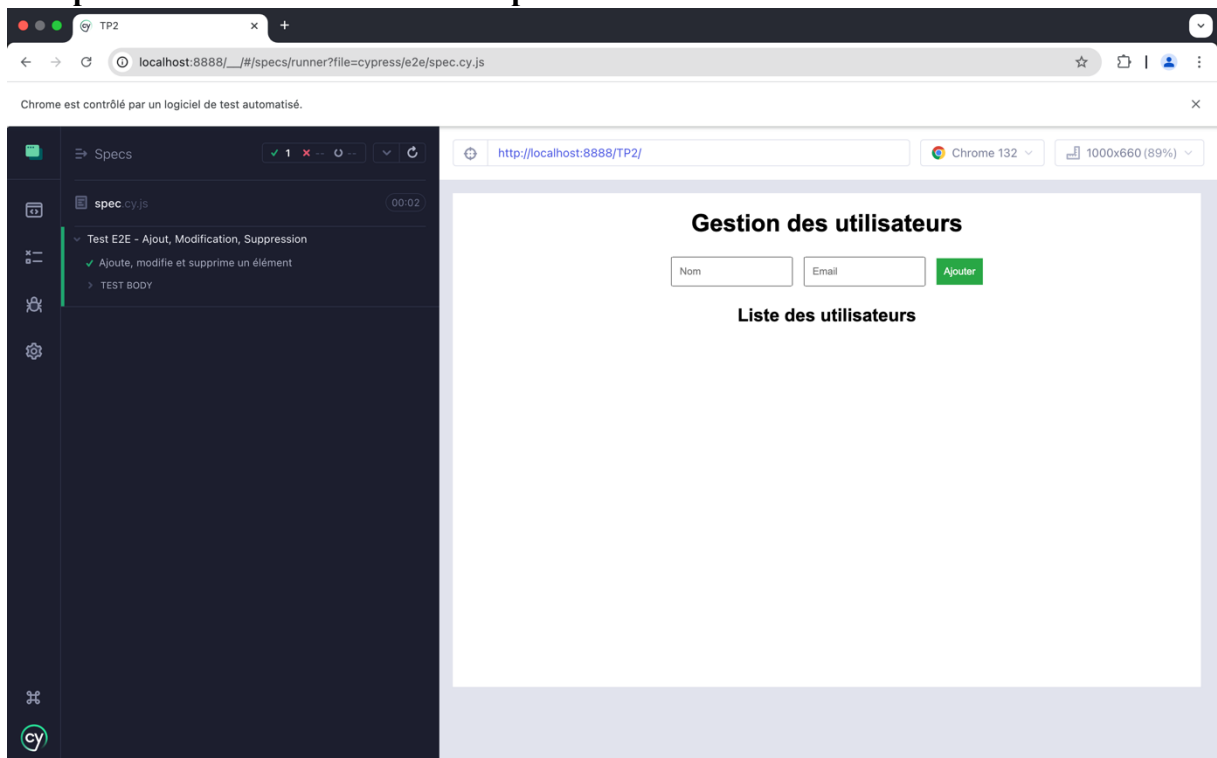 TP2
localhost:8888/__/#/specs/runner?file=cypress/e2e/spec.cy.js
Chrome est contrôlé par un logiciel de test automatisé.
Specs
1
--
--
http://localhost:8888/TP2/
Chrome 132
1000x660 (89%)
spec.cy.js
00:02
Test E2E - Ajout, Modification, Suppression
Ajoute, modifie et supprime un élément
TEST BODY
Gestion des utilisateurs
Nom
Email
Ajouter
Liste des utilisateurs
cy